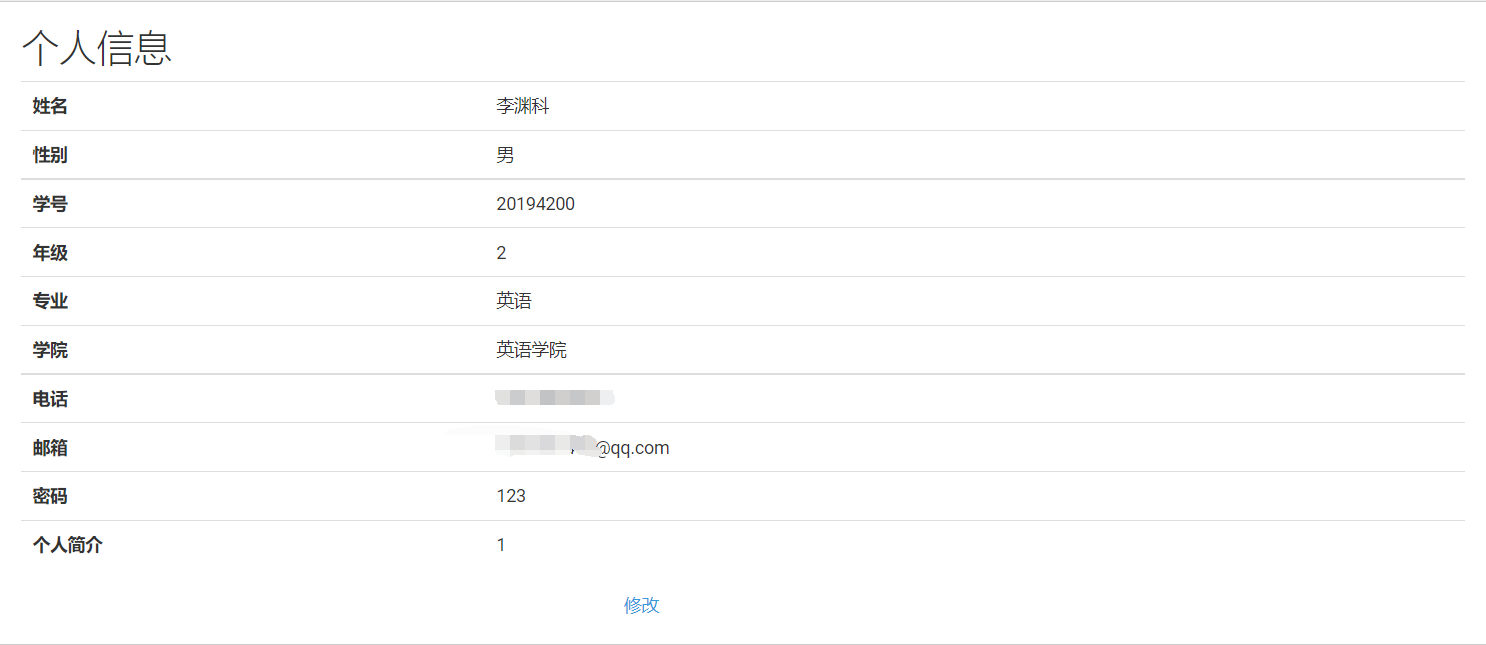 个人信息
姓名 李渊科
性别 男
学号 20194200
年级 2
专业 英语
学院 英语学院
电话
邮箱 @qq.com
密码 123
个人简介 1
修改